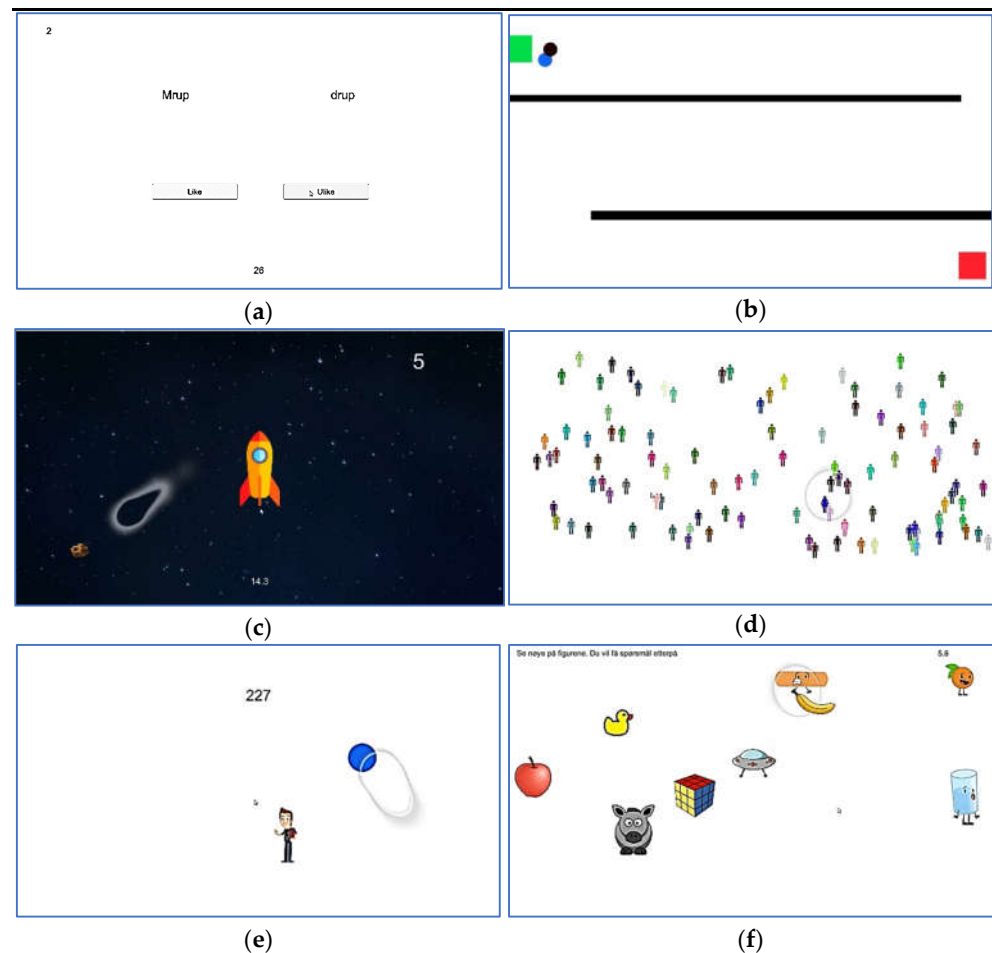 2
Mrup drup
Like Ulike
26
(a) (b)
5
14.3
(c) (d)
227
Se nøye på figurene. Du vil få spørsmål etterpå 5.8
(e) (f)